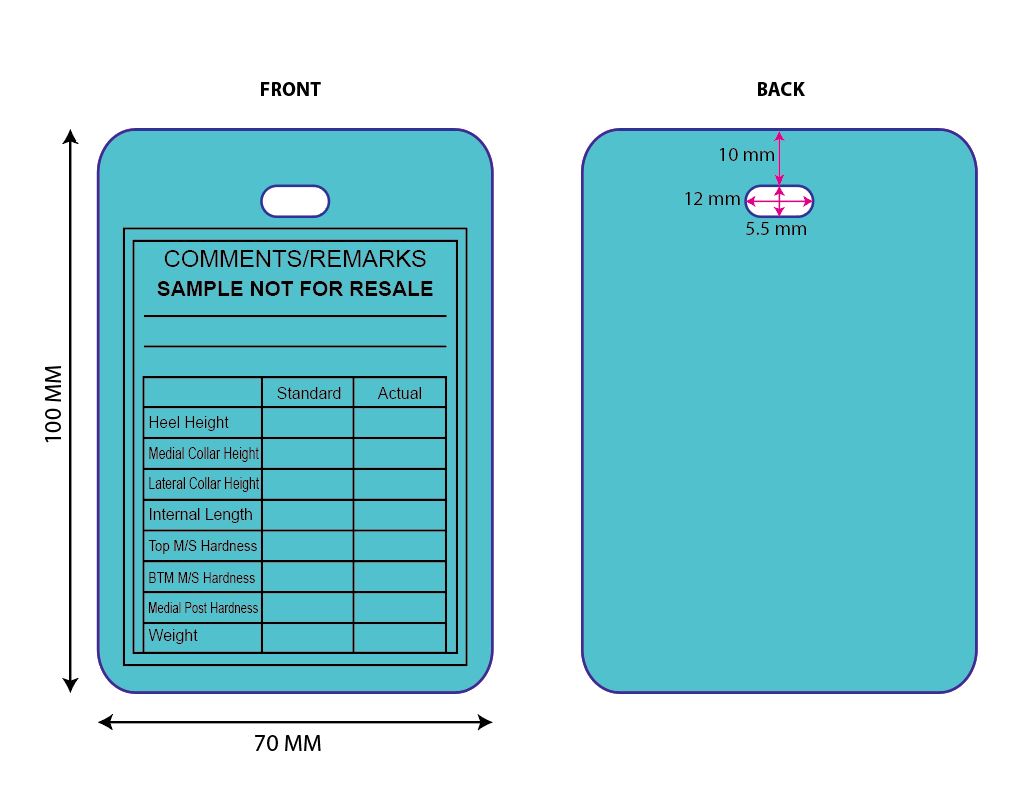 FRONT
BACK
100 MM
COMMENTS/REMARKS
SAMPLE NOT FOR RESALE
Standard Actual
Heel Height
Medial Collar Height
Lateral Collar Height
Internal Length
Top M/S Hardness
BTM M/S Hardness
Medial Post Hardness
Weight
70 MM
10 mm
12 mm
5.5 mm